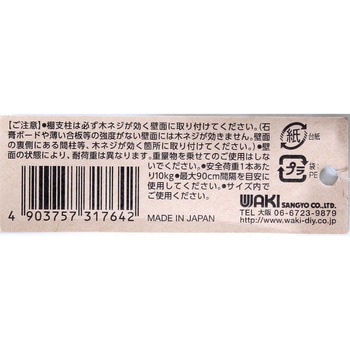 【ご注意】●棚支柱は必ず木ネジが効く壁面に取り付けてください。(石
膏ボードや薄い合板等の強度がない壁面には木ネジが効きません。壁面
の裏側にある間柱等、木ネジが効く箇所に取り付けてください。)●壁
面の状態により、耐荷重は異なります。重量物を乗せてのご使用はしな
いでください。●安全荷重1本あた
り10kg●最大90cm間隔を目安に
使用してください。●サイズ内で
ご使用ください。
4 903757 317642
MADE IN JAPAN
紙 台紙
プラ 袋:
PE
WAKI SANGYO CO.,LTD.
TEL 大阪 06-6723-9879
http://www.waki-diy.co.jp